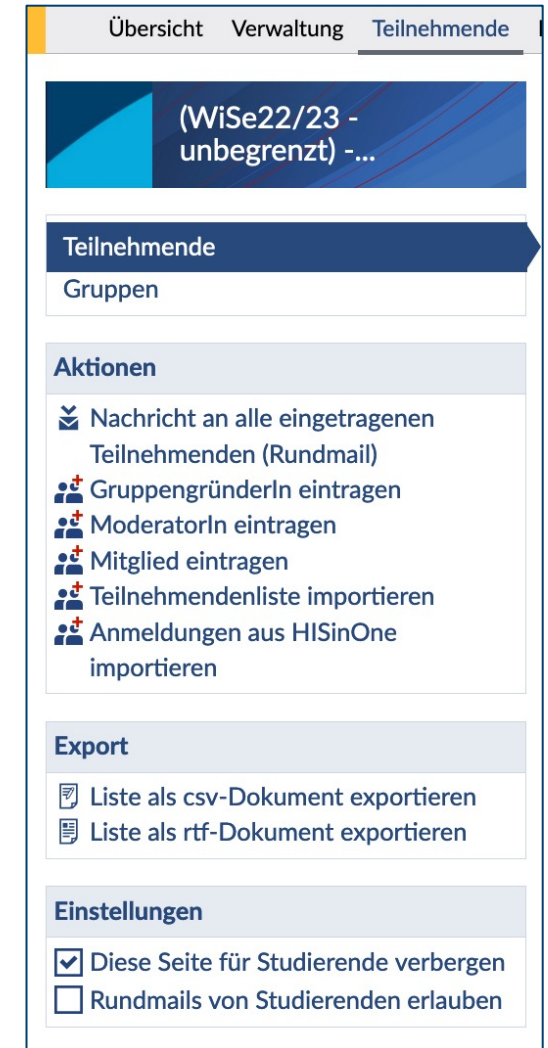 Übersicht Verwaltung Teilnehmende
(WiSe22/23 -
unbegrenzt) -...
Teilnehmende
Gruppen
Aktionen
Nachricht an alle eingetragenen
Teilnehmenden (Rundmail)
GruppengründerIn eintragen
ModeratorIn eintragen
Mitglied eintragen
Teilnehmendenliste importieren
Anmeldungen aus HISinOne
importieren
Export
Liste als csv-Dokument exportieren
Liste als rtf-Dokument exportieren
Einstellungen
Diese Seite für Studierende verbergen
Rundmails von Studierenden erlauben